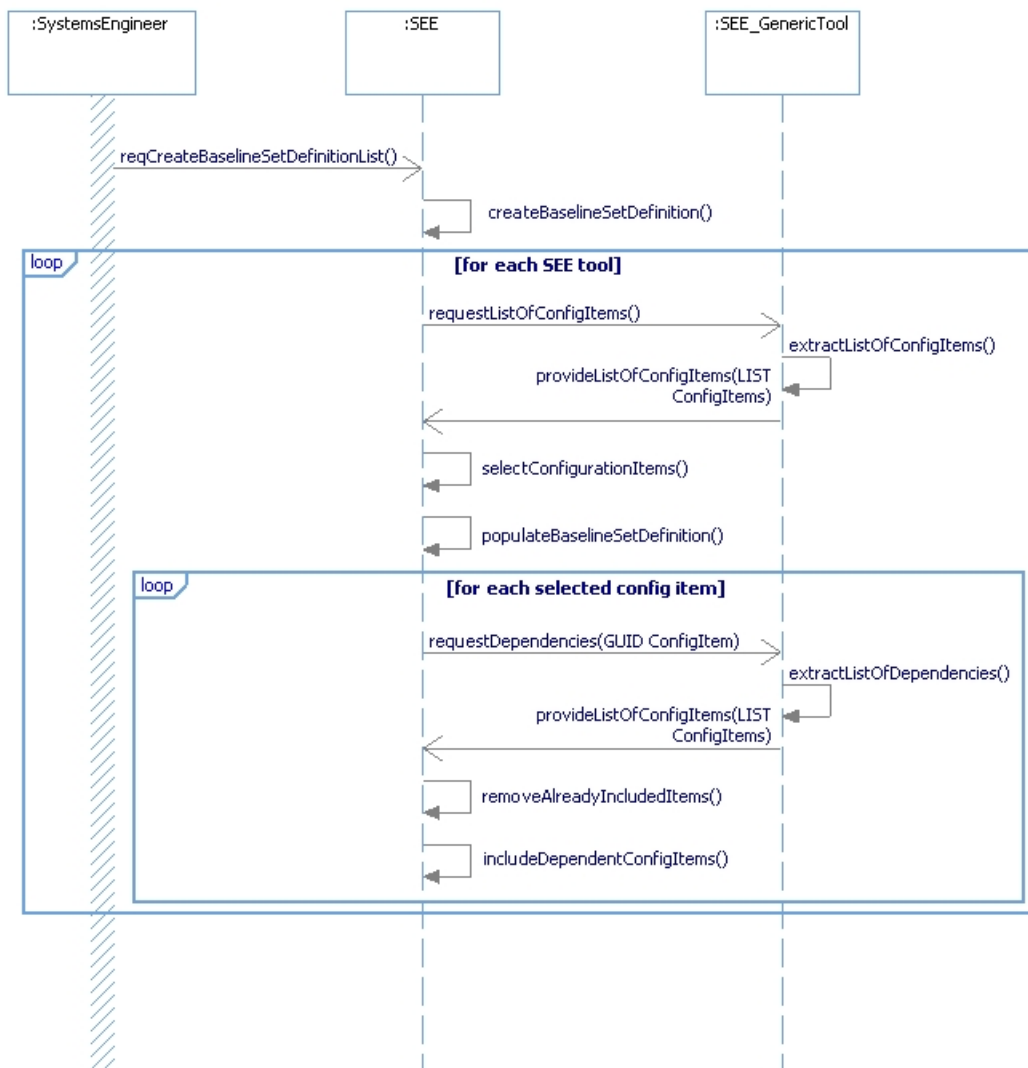 :SystemsEngineer
:SEE
:SEE_GenericTool
reqCreateBaselineSetDefinitionList()
createBaselineSetDefinition()
loop
[for each SEE tool]
requestListOfConfigItems()
extractListOfConfigItems()
provideListOfConfigItems(LIST
ConfigItems)
selectConfigurationItems()
populateBaselineSetDefinition()
loop
[for each selected config item]
requestDependencies(GUID ConfigItem)
extractListOfDependencies()
provideListOfConfigItems(LIST
ConfigItems)
removeAlreadyIncludedItems()
includeDependentConfigItems()